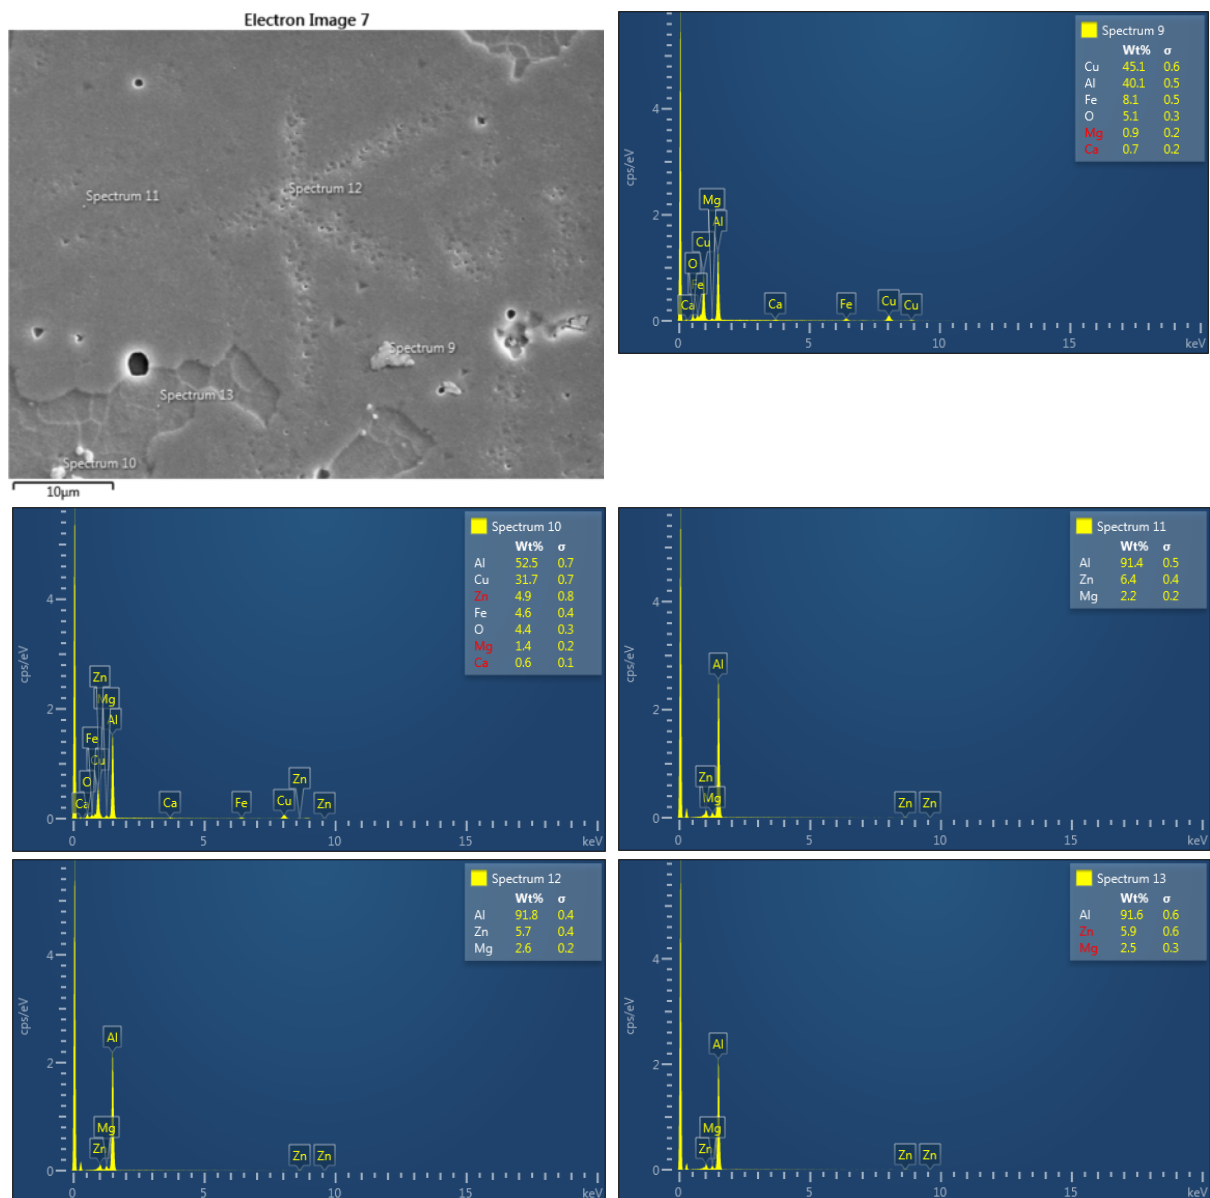 Electron Image 7
Spectrum 11
Spectrum 12
Spectrum 9
Spectrum 13
Spectrum 10
10μm
Spectrum 9
Wt% σ
Cu 45.1 0.6
Al 40.1 0.5
Fe 8.1 0.5
O 5.1 0.3
Mg 0.9 0.2
Ca 0.7 0.2
cps/eV
4
2
0
Mg
Al
Cu
O
Fe
Ca
Ca
Fe
Cu
Cu
0 5 10 15 keV
Spectrum 10
Wt% σ
Al 52.5 0.7
Cu 31.7 0.7
Zn 4.9 0.8
Fe 4.6 0.4
O 4.4 0.3
Mg 1.4 0.2
Ca 0.6 0.1
cps/eV
4
2
0
Zn
Mg
Al
Fe
Cu
O
Ca
Ca
Fe
Cu
Zn
Zn
0 5 10 15 keV
Spectrum 11
Wt% σ
Al 91.4 0.5
Zn 6.4 0.4
Mg 2.2 0.2
cps/eV
4
2
0
Al
Zn
Mg
Zn
Zn
0 5 10 15 keV
Spectrum 12
Wt% σ
Al 91.8 0.4
Zn 5.7 0.4
Mg 2.6 0.2
cps/eV
4
2
0
Al
Mg
Zn
Zn
Zn
0 5 10 15 keV
Spectrum 13
Wt% σ
Al 91.6 0.6
Zn 5.9 0.6
Mg 2.5 0.3
cps/eV
4
2
0
Al
Mg
Zn
Zn
Zn
0 5 10 15 keV